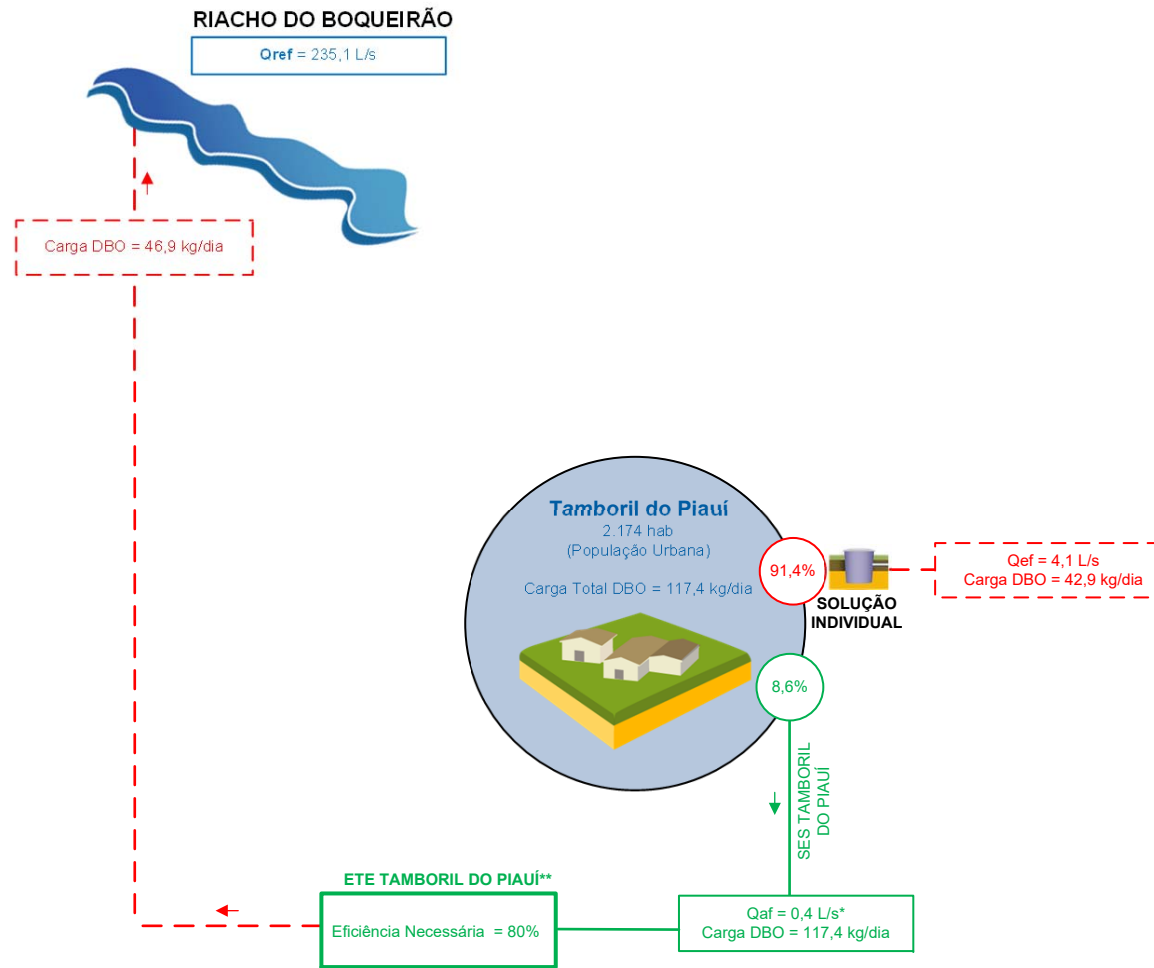 RIACHO DO BOQUEIRÃO
Qref = 235,1 L/s
Carga DBO = 46,9 kg/dia
Tamboril do Piauí
2.174 hab
(População Urbana)
Carga Total DBO = 117,4 kg/dia
91,4%
SOLUÇÃO
INDIVIDUAL
Qef = 4,1 L/s
Carga DBO = 42,9 kg/dia
8,6%
SES TAMBORIL
DO PIAUÍ
ETE TAMBORIL DO PIAUÍ**
Eficiência Necessária = 80%
Qaf = 0,4 L/s*
Carga DBO = 117,4 kg/dia